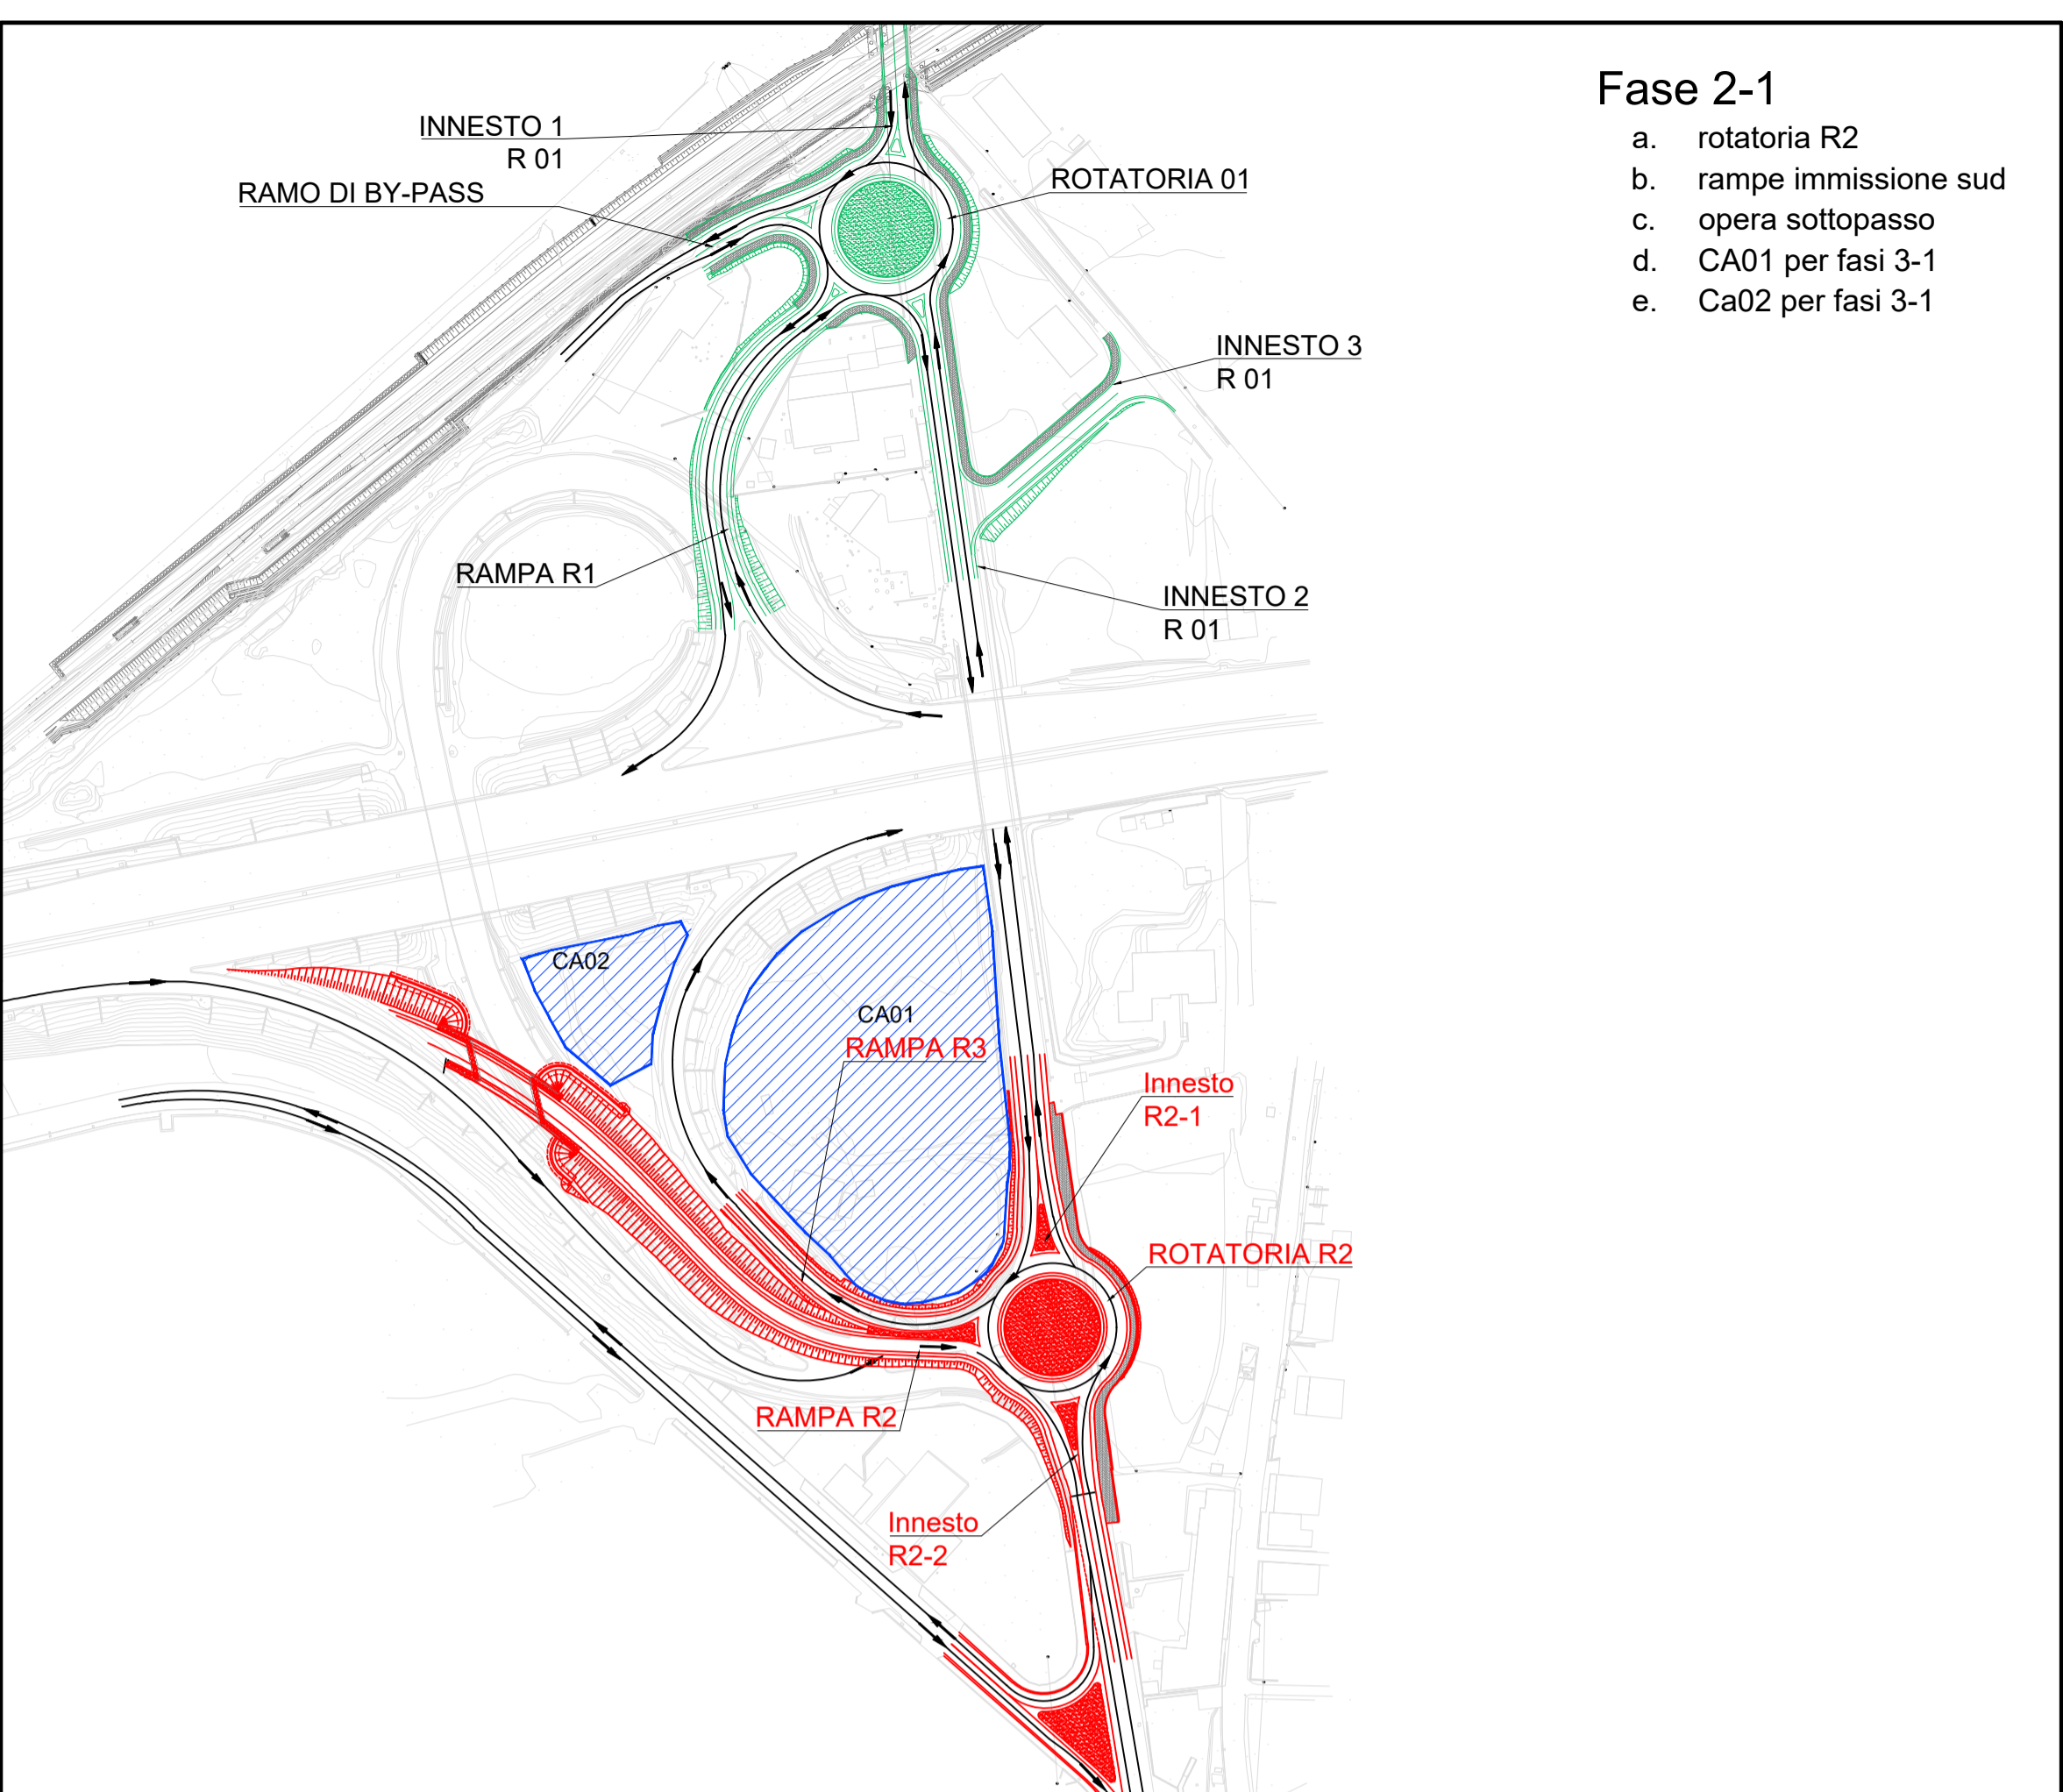 Fase 2-1
a. rotatoria R2
b. rampe immissione sud
c. opera sottopasso
d. CA01 per fasi 3-1
e. Ca02 per fasi 3-1
INNESTO 1
R 01
RAMO DI BY-PASS
ROTATORIA 01
INNESTO 3
R 01
RAMPA R1
INNESTO 2
R 01
CA02
CA01
RAMPA R3
Innesto
R2-1
ROTATORIA R2
RAMPA R2
Innesto
R2-2